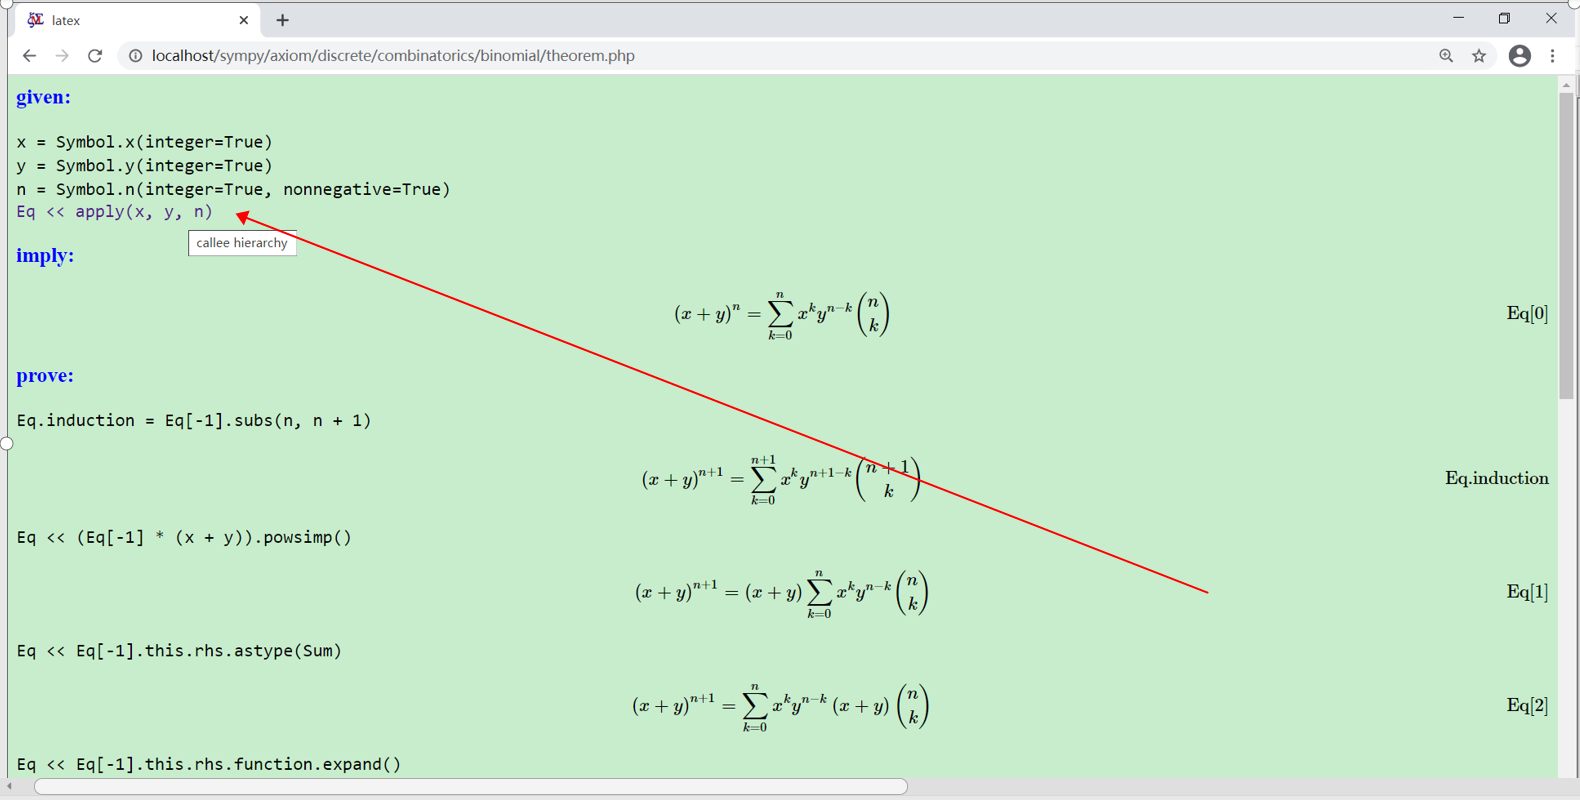 latex
localhost/sympy/axiom/discrete/combinatorics/binomial/theorem.php
given:
x = Symbol.x(integer=True)
y = Symbol.y(integer=True)
n = Symbol.n(integer=True, nonnegative=True)
Eq << apply(x, y, n)
callee hierarchy
imply:
(x + y)^n = \sum_{k=0}^{n} x^k y^{n-k} \binom{n}{k} Eq[0]
prove:
Eq.induction = Eq[-1].subs(n, n + 1)
(x + y)^{n+1} = \sum_{k=0}^{n+1} x^k y^{n+1-k} \binom{n+1}{k} Eq.induction
Eq << (Eq[-1] * (x + y)).powsimp()
(x + y)^{n+1} = (x + y) \sum_{k=0}^{n} x^k y^{n-k} \binom{n}{k} Eq[1]
Eq << Eq[-1].this.rhs.astype(Sum)
(x + y)^{n+1} = \sum_{k=0}^{n} x^k y^{n-k} (x + y) \binom{n}{k} Eq[2]
Eq << Eq[-1].this.rhs.function.expand()